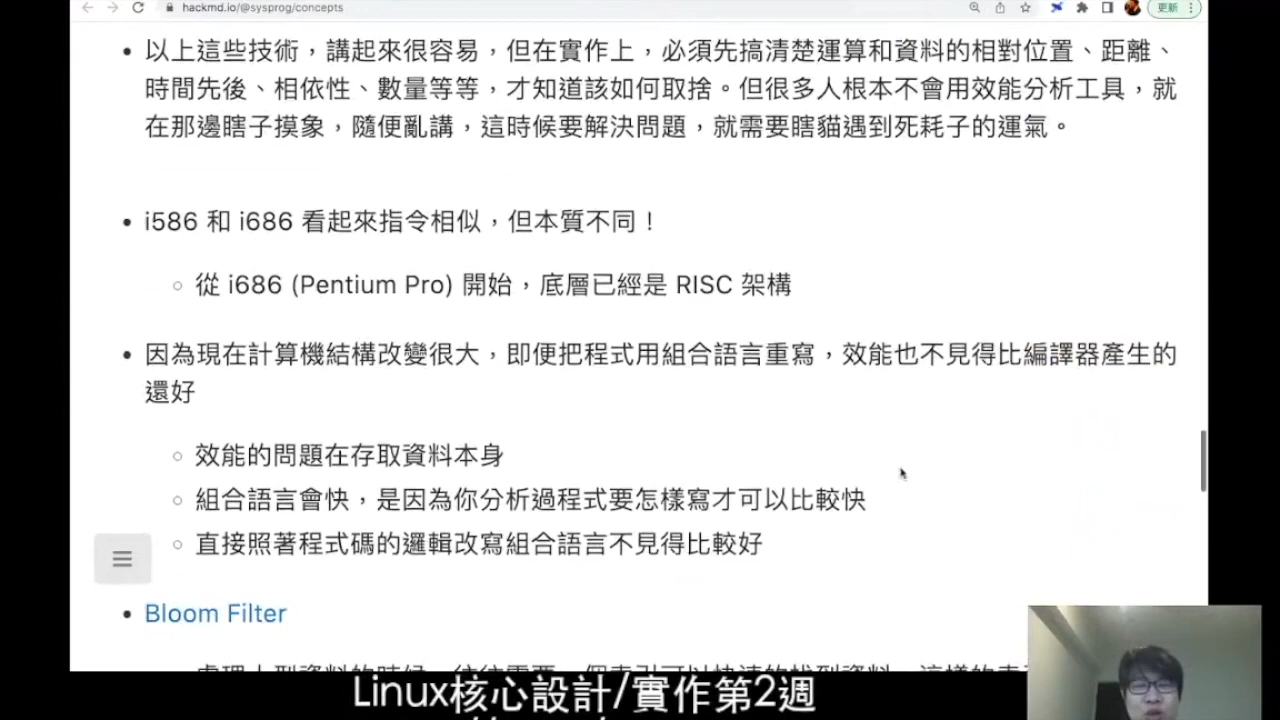 hackmd.io/@sysprog/concepts
更新
以上這些技術，講起來很容易，但在實作上，必須先搞清楚運算和資料的相對位置、距離、
時間先後、相依性、數量等等，才知道該如何取捨。但很多人根本不會用效能分析工具，就
在那邊瞎子摸象，隨便亂講，這時候要解決問題，就需要瞎貓遇到死耗子的運氣。
i586 和 i686 看起來指令相似，但本質不同！
從 i686 (Pentium Pro) 開始，底層已經是 RISC 架構
因為現在計算機結構改變很大，即便把程式用組合語言重寫，效能也不見得比編譯器產生的
還好
效能的問題在存取資料本身
組合語言會快，是因為你分析過程式要怎樣寫才可以比較快
直接照著程式碼的邏輯改寫組合語言不見得比較好
Bloom Filter
Linux核心設計/實作第2週